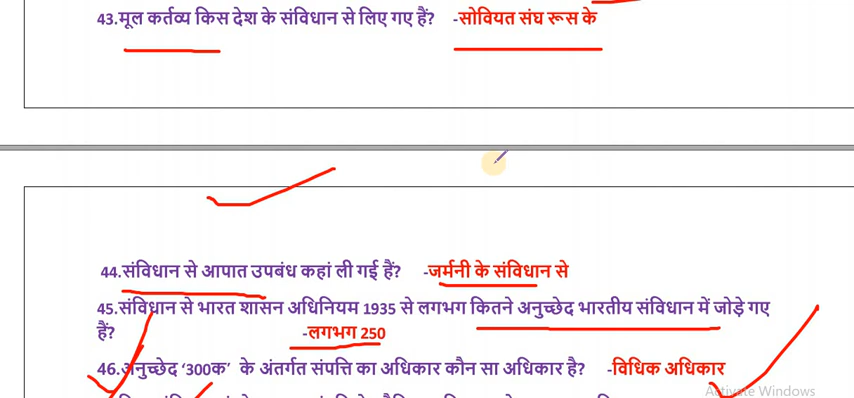 43.मूल कर्तव्य किस देश के संविधान से लिए गए हैं? -सोवियत संघ रूस के
44.संविधान से आपात उपबंध कहां ली गई हैं? -जर्मनी के संविधान से
45.संविधान से भारत शासन अधिनियम 1935 से लगभग कितने अनुच्छेद भारतीय संविधान में जोड़े गए
हैं? -लगभग 250
46.अनुच्छेद ‘300क’ के अंतर्गत संपत्ति का अधिकार कौन सा अधिकार है? -विधिक अधिकार
Activate Windows